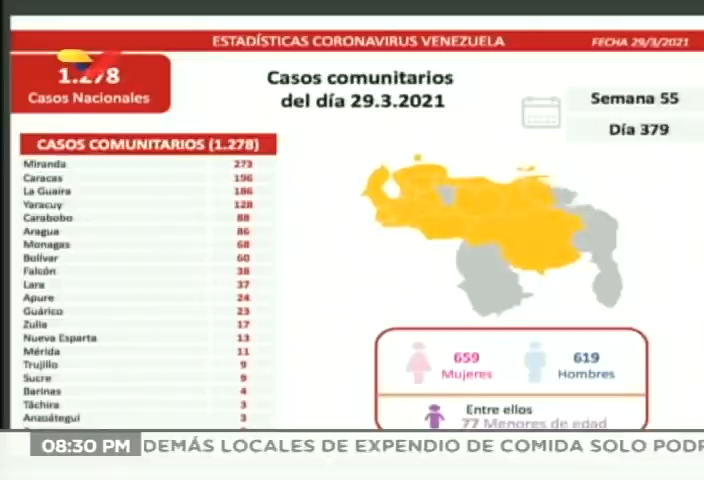 ESTADÍSTICAS CORONAVIRUS VENEZUELA
FECHA 29/3/2021
1.278
Casos Nacionales
Casos comunitarios
del día 29.3.2021
Semana 55
Día 379
CASOS COMUNITARIOS (1.278)
Miranda 273
Caracas 196
La Guaira 186
Yaracuy 128
Carabobo 88
Aragua 86
Monagas 68
Bolívar 60
Falcón 38
Lara 37
Apure 24
Guárico 23
Zulia 17
Nueva Esparta 13
Mérida 11
Trujillo 9
Sucre 9
Barinas 4
Táchira 3
Anzoátegui 3
659
Mujeres
619
Hombres
Entre ellos
77 Menores de edad
08:30 PM DEMÁS LOCALES DE EXPENDIO DE COMIDA SOLO PODR